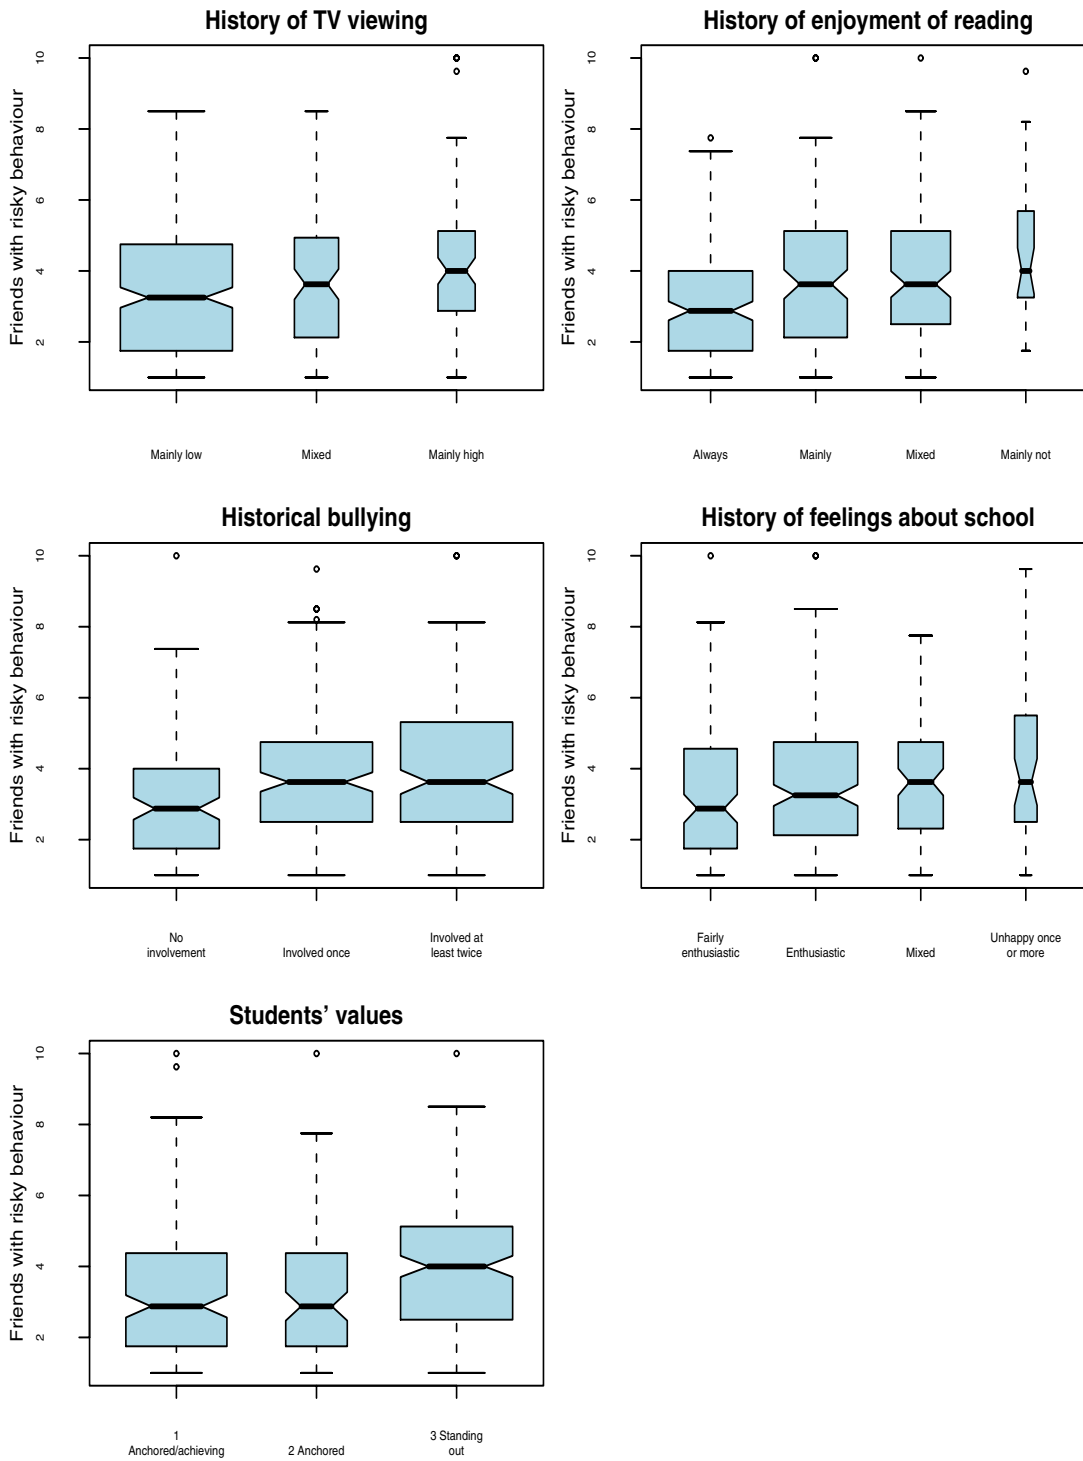 History of TV viewing
Friends with risky behaviour
10
8
6
4
2
Mainly low
Mixed
Mainly high
History of enjoyment of reading
Friends with risky behaviour
10
8
6
4
2
Always
Mainly
Mixed
Mainly not
Historical bullying
Friends with risky behaviour
10
8
6
4
2
No
involvement
Involved once
Involved at
least twice
History of feelings about school
Friends with risky behaviour
10
8
6
4
2
Fairly
enthusiastic
Enthusiastic
Mixed
Unhappy once
or more
Students’ values
Friends with risky behaviour
10
8
6
4
2
1
Anchored/achieving
2 Anchored
3 Standing
out